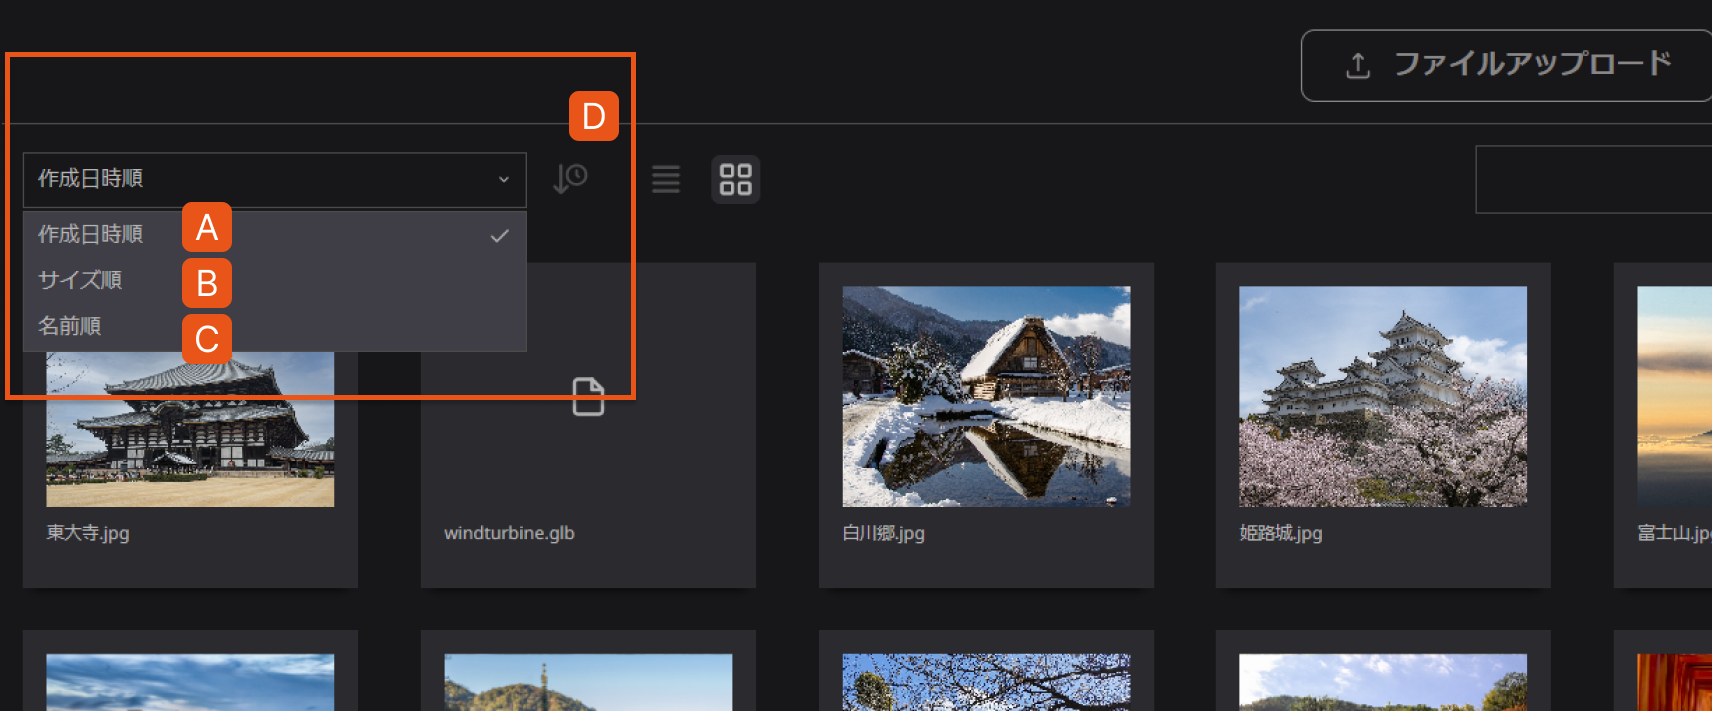 ファイルアップロード
D
作成日時順
作成日時順 A
サイズ順 B
名前順 C
東大寺.jpg
windturbine.glb
白川郷.jpg
姫路城.jpg
富士山.jpg